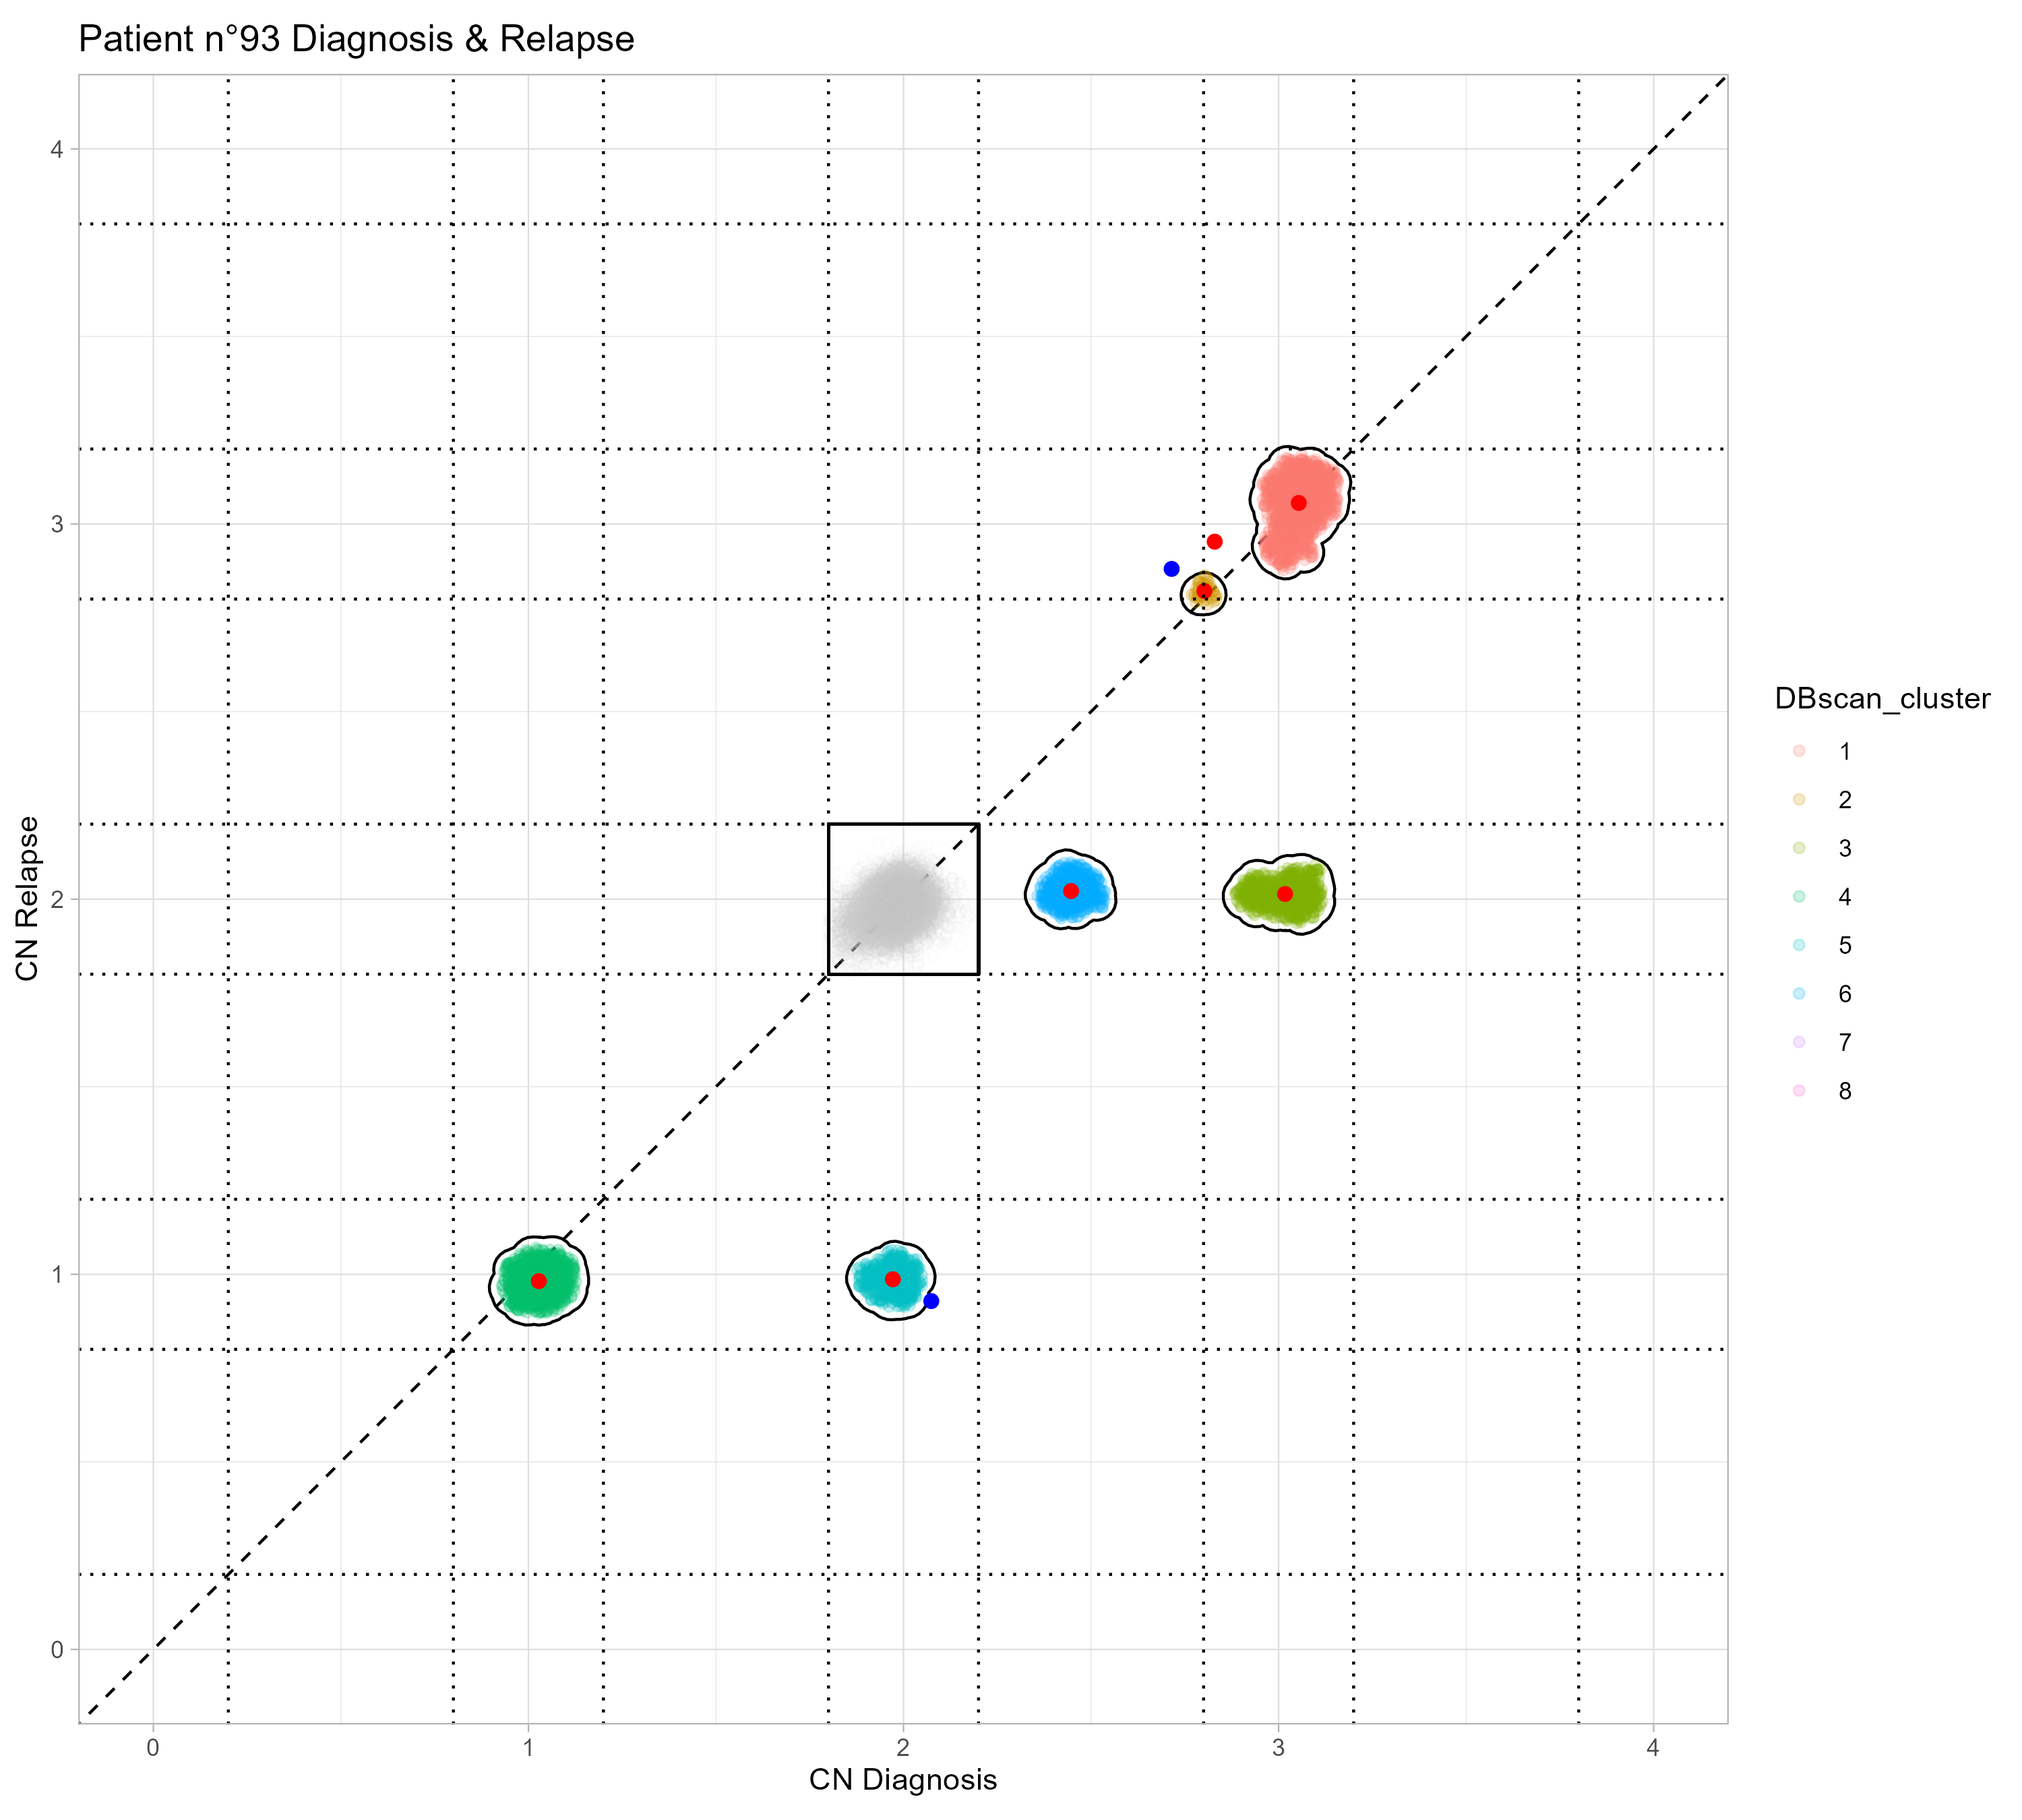 Patient n°93 Diagnosis & Relapse
4
3
2
1
0
CN Relapse
0 1 2 3 4
CN Diagnosis
DBscan_cluster
1
2
3
4
5
6
7
8